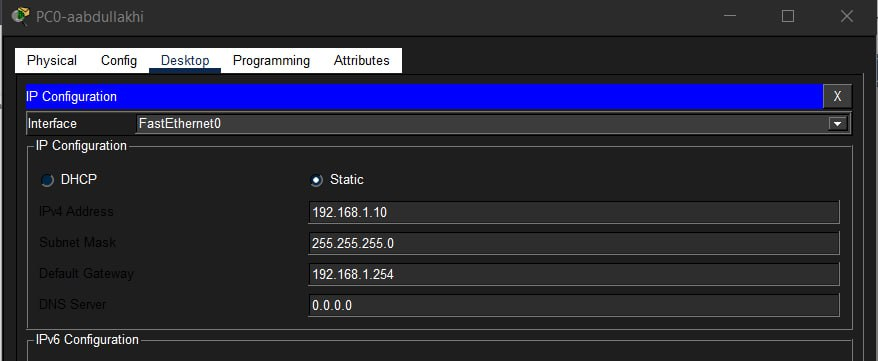 PC0-aabdullakhi
Physical Config Desktop Programming Attributes
IP Configuration X
Interface FastEthernet0
IP Configuration
DHCP Static
IPv4 Address 192.168.1.10
Subnet Mask 255.255.255.0
Default Gateway 192.168.1.254
DNS Server 0.0.0.0
IPv6 Configuration